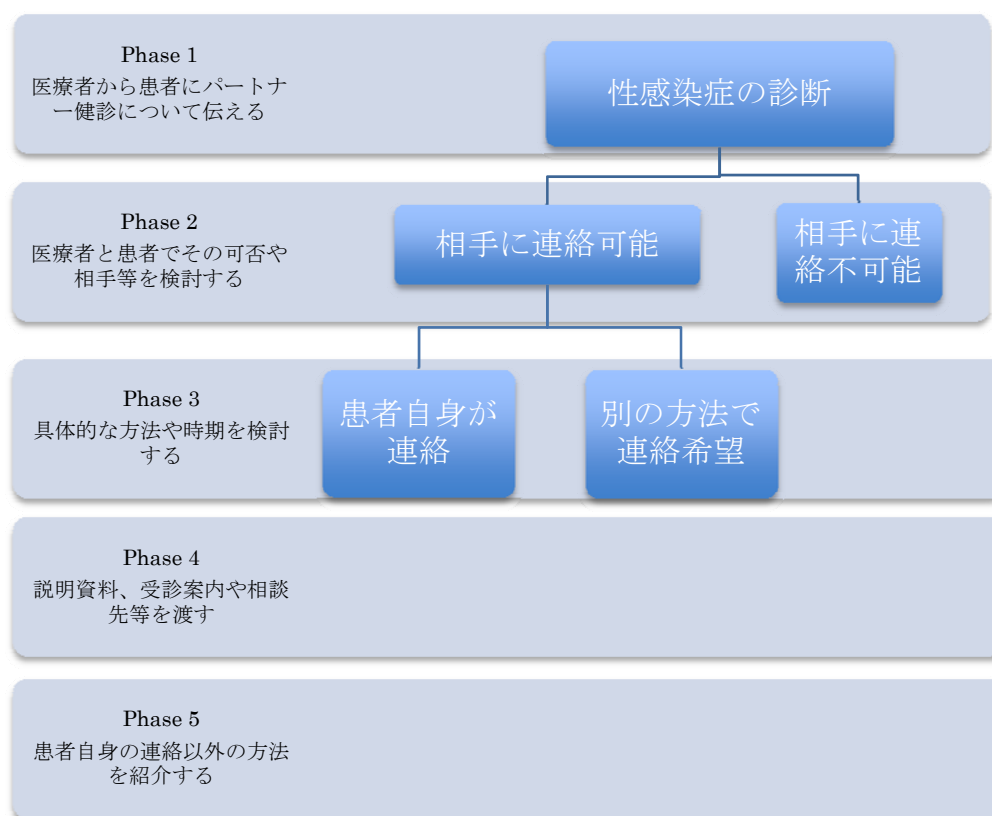 Phase 1
医療者から患者にパートナ
ー健診について伝える
性感染症の診断
Phase 2
医療者と患者でその可否や
相手等を検討する
相手に連絡可能
相手に連
絡不可能
Phase 3
具体的な方法や時期を検討
する
患者自身が
連絡
別の方法で
連絡希望
Phase 4
説明資料、受診案内や相談
先等を渡す
Phase 5
患者自身の連絡以外の方法
を紹介する